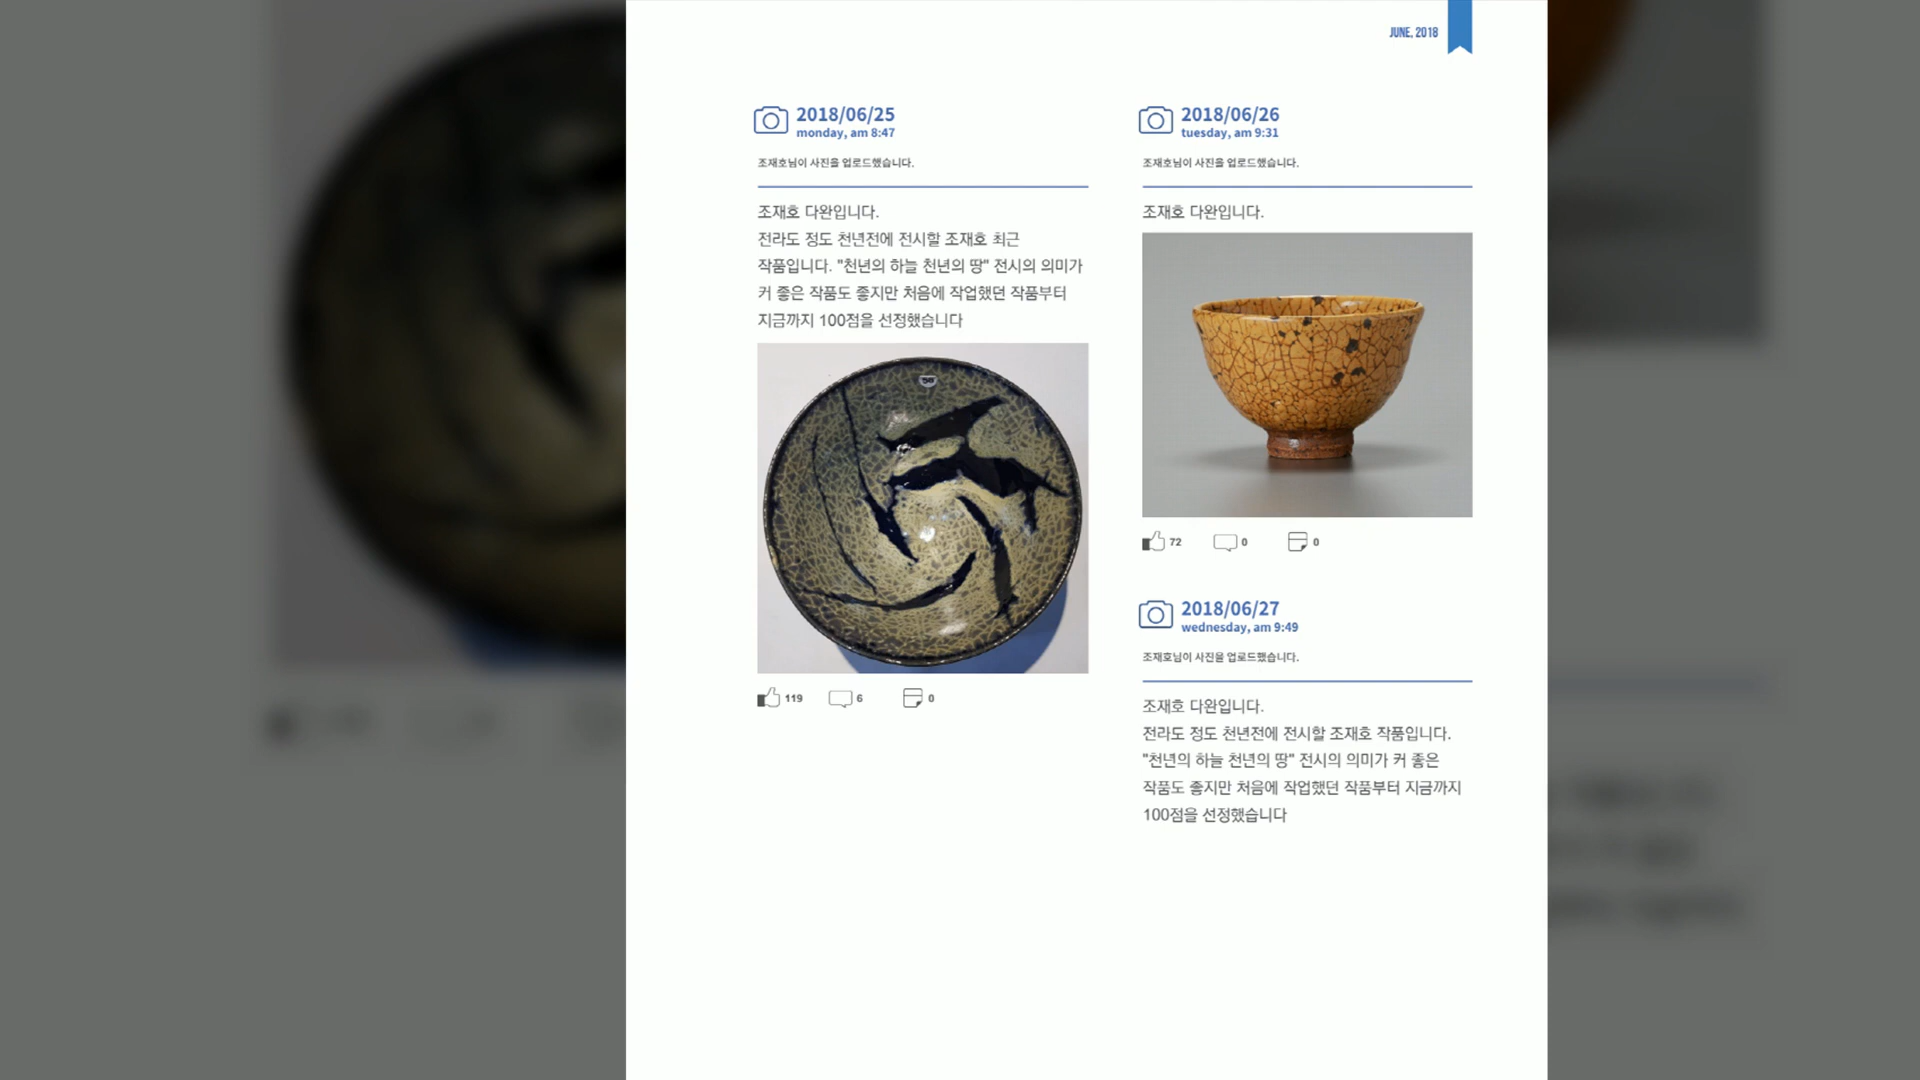 JUNE, 2018
2018/06/25
monday, am 8:47
조재호님이 사진을 업로드했습니다.
조재호 다완입니다.
전라도 정도 천년전에 전시할 조재호 최근
작품입니다. "천년의 하늘 천년의 땅" 전시의 의미가
커 좋은 작품도 좋지만 처음에 작업했던 작품부터
지금까지 100점을 선정했습니다
119 6 0
2018/06/26
tuesday, am 9:31
조재호님이 사진을 업로드했습니다.
조재호 다완입니다.
72 0 0
2018/06/27
wednesday, am 9:49
조재호님이 사진을 업로드했습니다.
조재호 다완입니다.
전라도 정도 천년전에 전시할 조재호 작품입니다.
"천년의 하늘 천년의 땅" 전시의 의미가 커 좋은
작품도 좋지만 처음에 작업했던 작품부터 지금까지
100점을 선정했습니다